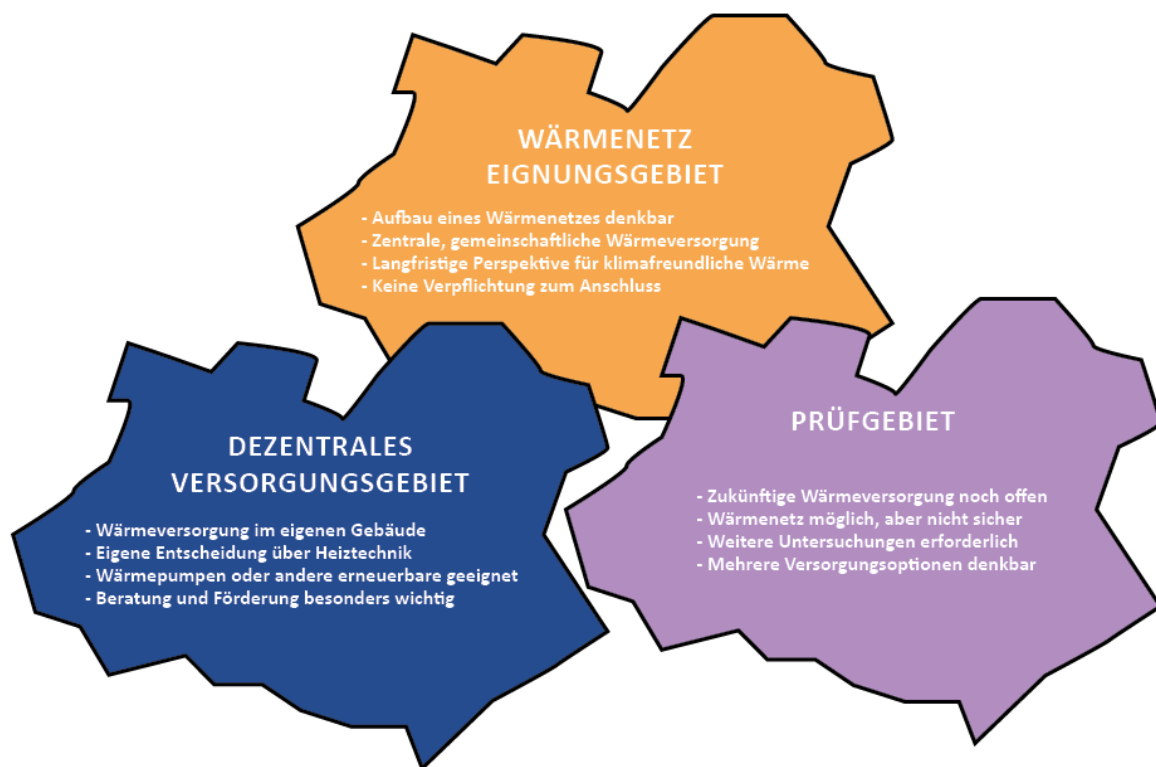 WÄRMENETZ
EIGNUNGSGEBIET
- Aufbau eines Wärmenetzes denkbar
- Zentrale, gemeinschaftliche Wärmeversorgung
- Langfristige Perspektive für klimafreundliche Wärme
- Keine Verpflichtung zum Anschluss
DEZENTRALES
VERSORGUNGSGEBIET
- Wärmeversorgung im eigenen Gebäude
- Eigene Entscheidung über Heiztechnik
- Wärmepumpen oder andere erneuerbare geeignet
- Beratung und Förderung besonders wichtig
PRÜFGEBIET
- Zukünftige Wärmeversorgung noch offen
- Wärmenetz möglich, aber nicht sicher
- Weitere Untersuchungen erforderlich
- Mehrere Versorgungsoptionen denkbar